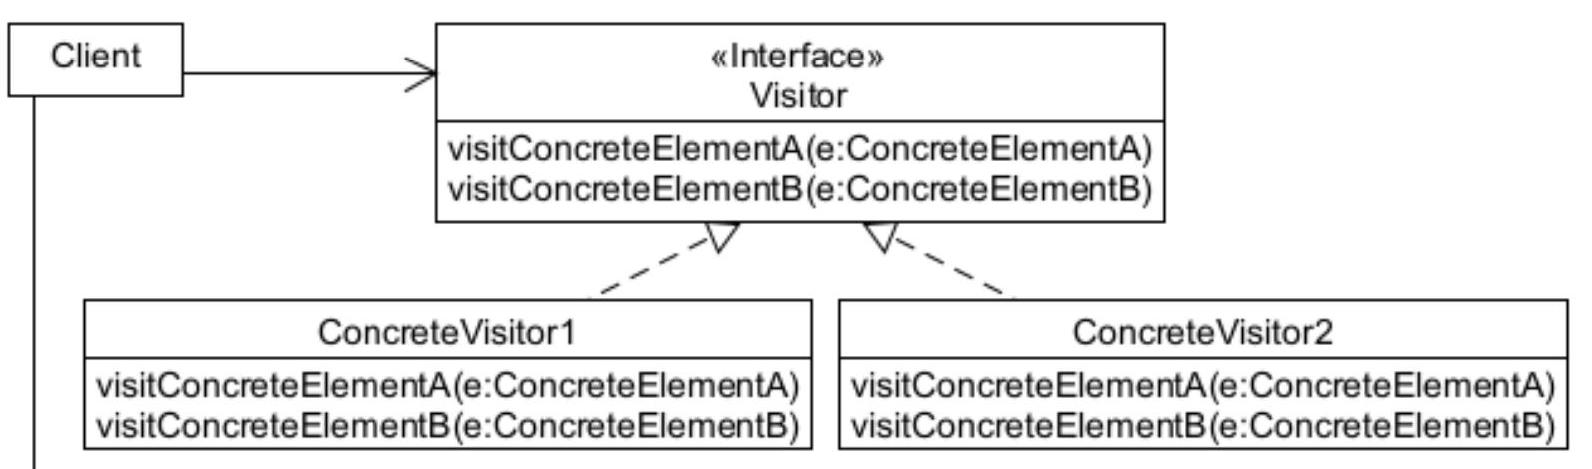 Client
«Interface»
Visitor
visitConcreteElementA(e:ConcreteElementA)
visitConcreteElementB(e:ConcreteElementB)
ConcreteVisitor1
visitConcreteElementA(e:ConcreteElementA)
visitConcreteElementB(e:ConcreteElementB)
ConcreteVisitor2
visitConcreteElementA(e:ConcreteElementA)
visitConcreteElementB(e:ConcreteElementB)